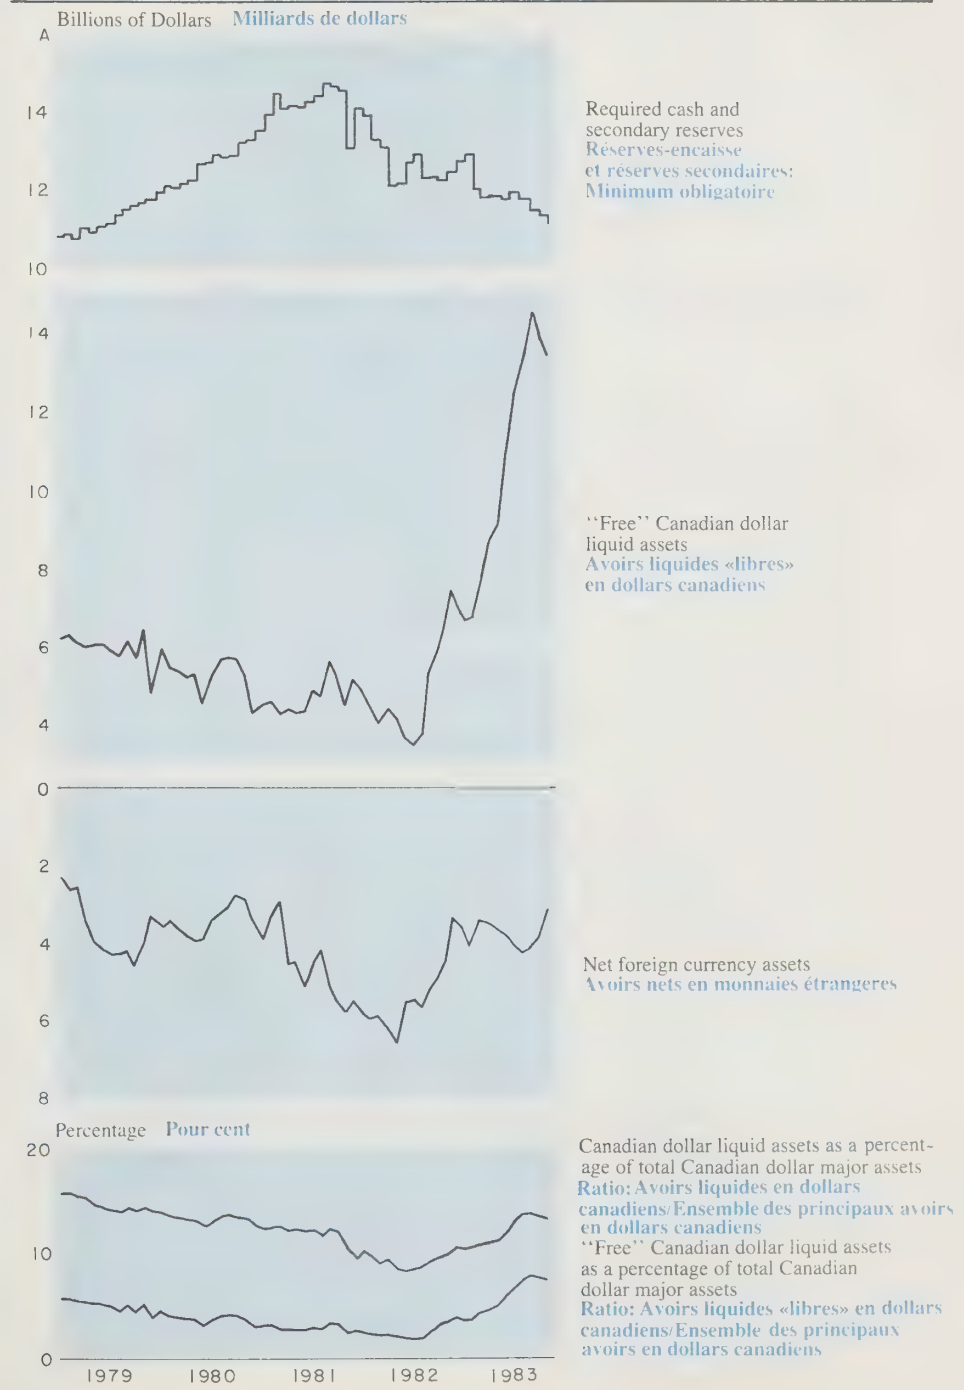 Billions of Dollars Milliards de dollars
A
14
12
10
Required cash and
secondary reserves
Réserves-encaisse
et réserves secondaires:
Minimum obligatoire
14
12
10
8
6
4
"Free" Canadian dollar
liquid assets
Avoirs liquides «libres»
en dollars canadiens
0
2
4
6
8
Net foreign currency assets
Avoirs nets en monnaies étrangeres
Percentage Pour cent
20
10
0
Canadian dollar liquid assets as a percent-
age of total Canadian dollar major assets
Ratio: Avoirs liquides en dollars
canadiens/Ensemble des principaux avoirs
en dollars canadiens
"Free" Canadian dollar liquid assets
as a percentage of total Canadian
dollar major assets
Ratio: Avoirs liquides «libres» en dollars
canadiens/Ensemble des principaux
avoirs en dollars canadiens
1979 1980 1981 1982 1983